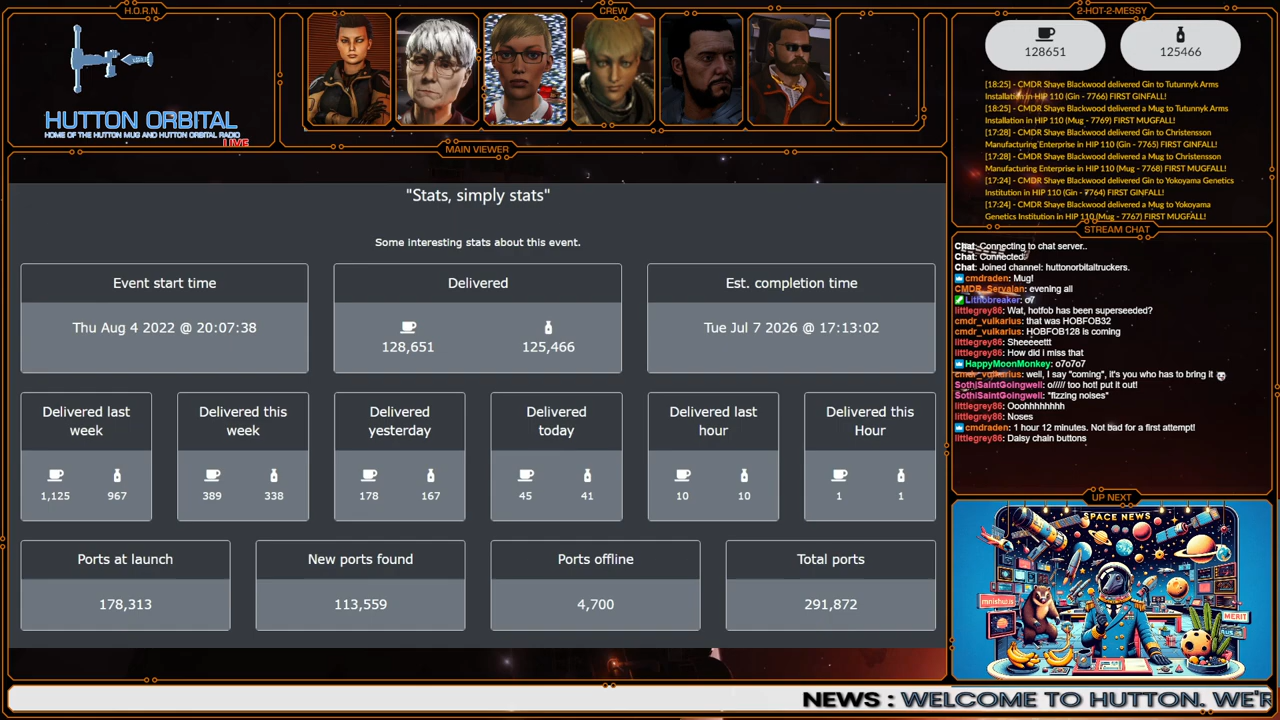 H.O.R.N.
HUTTON ORBITAL
HOME OF THE HUTTON MUG AND HUTTON ORBITAL RADIO
LIVE
CREW
2-HOT-2-MESSY
128651
125466
[18:25] - CMDR Shaye Blackwood delivered Gin to Tutunnyk Arms
Installation in HIP 110 (Gin - 7766) FIRST GINFALL!
[18:25] - CMDR Shaye Blackwood delivered a Mug to Tutunnyk Arms
Installation in HIP 110 (Mug - 7769) FIRST MUGFALL!
[17:28] - CMDR Shaye Blackwood delivered Gin to Christensson
Manufacturing Enterprise in HIP 110 (Gin - 7765) FIRST GINFALL!
[17:28] - CMDR Shaye Blackwood delivered a Mug to Christensson
Manufacturing Enterprise in HIP 110 (Mug - 7768) FIRST MUGFALL!
[17:24] - CMDR Shaye Blackwood delivered Gin to Yokoyama Genetics
Institution in HIP 110 (Gin - 7764) FIRST GINFALL!
[17:24] - CMDR Shaye Blackwood delivered a Mug to Yokoyama
Genetics Institution in HIP 110 (Mug - 7767) FIRST MUGFALL!
MAIN VIEWER
"Stats, simply stats"
Some interesting stats about this event.
Event start time
Thu Aug 4 2022 @ 20:07:38
Delivered
128,651
125,466
Est. completion time
Tue Jul 7 2026 @ 17:13:02
Delivered last
week
1,125
967
Delivered this
week
389
338
Delivered
yesterday
178
167
Delivered
today
45
41
Delivered last
hour
10
10
Delivered this
Hour
1
1
Ports at launch
178,313
New ports found
113,559
Ports offline
4,700
Total ports
291,872
STREAM CHAT
Chat: Connecting to chat server..
Chat: Connected
Chat: Joined channel: huttonorbitaltruckers.
cmdraden: Mug!
CMDR_Servalan: evening all
Lithobreaker: o7
littlegrey86: Wat, hotfob has been superseeded?
cmdr_vulkarius: that was HOBFOB32
cmdr_vulkarius: HOBFOB128 is coming
littlegrey86: Sheeeeettt
littlegrey86: How did i miss that
HappyMoonMonkey: o7o7o7
cmdr_vulkarius: well, I say "coming", it's you who has to bring it
SothiSaintGoingwell: o///// too hot! put it out!
SothiSaintGoingwell: *fizzing noises*
littlegrey86: Ooohhhhhhh
littlegrey86: Noses
cmdraden: 1 hour 12 minutes. Not bad for a first attempt!
littlegrey86: Daisy chain buttons
UP NEXT
SPACE NEWS
MERIT
NEWS : WELCOME TO HUTTON. WE'R